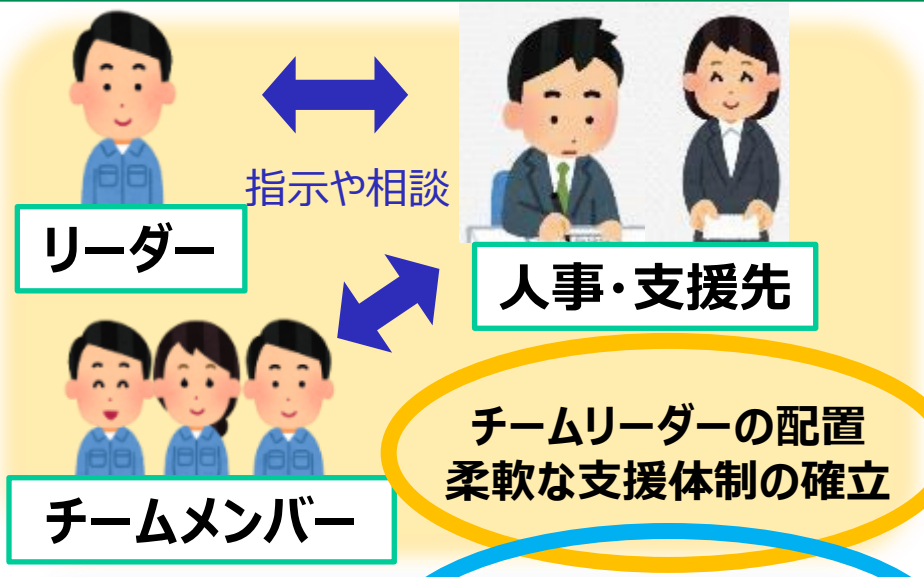 指示や相談
リーダー
人事・支援先
チームリーダーの配置
柔軟な支援体制の確立
チームメンバー